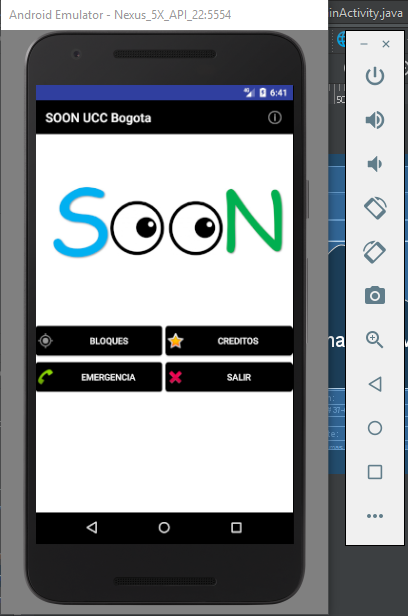 Android Emulator - Nexus_5X_API_22:5554
inActivity.java
6:41
SOON UCC Bogota
SOON
BLOQUES
CREDITOS
EMERGENCIA
SALIR